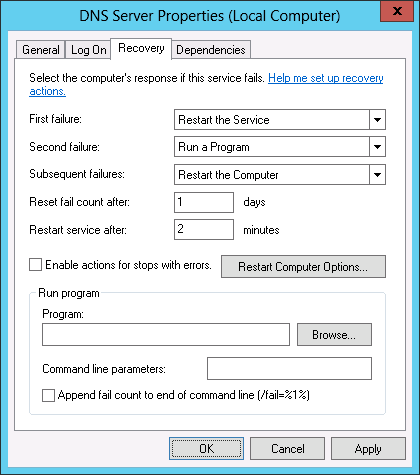 DNS Server Properties (Local Computer)
x
General Log On Recovery Dependencies
Select the computer's response if this service fails. Help me set up recovery
actions.
First failure: Restart the Service
Second failure: Run a Program
Subsequent failures: Restart the Computer
Reset fail count after: 1 days
Restart service after: 2 minutes
Enable actions for stops with errors. Restart Computer Options...
Run program
Program:
Browse...
Command line parameters:
Append fail count to end of command line (/fail=%1%)
OK Cancel Apply